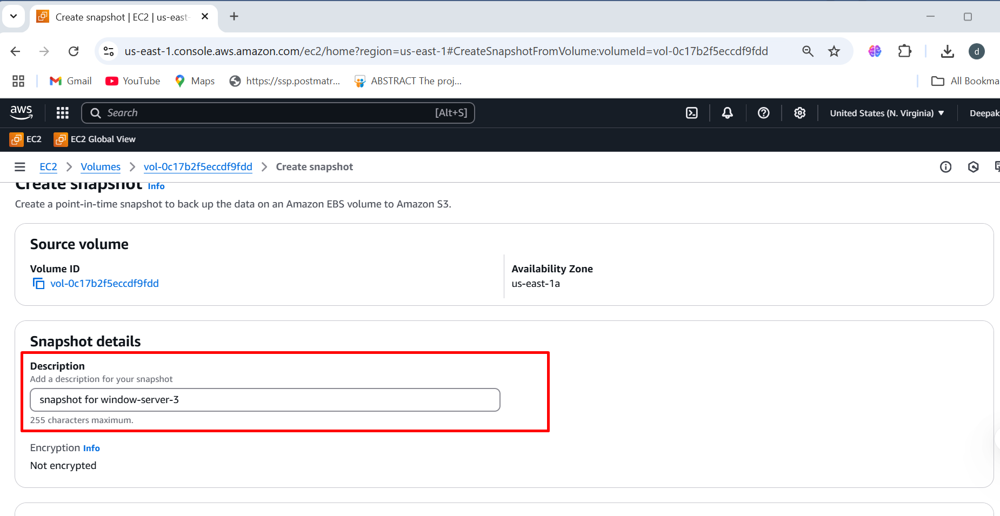 Create snapshot | EC2 | us-east-
us-east-1.console.aws.amazon.com/ec2/home?region=us-east-1#CreateSnapshotFromVolume:volumeId=vol-0c17b2f5eccdf9fdd
d
Gmail
YouTube
Maps
https://ssp.postmatr...
ABSTRACT The proj...
All Bookma
aws
Search
[Alt+S]
United States (N. Virginia)
Deepak
EC2
EC2 Global View
EC2 > Volumes > vol-0c17b2f5eccdf9fdd > Create snapshot
Create snapshot Info
Create a point-in-time snapshot to back up the data on an Amazon EBS volume to Amazon S3.
Source volume
Volume ID
vol-0c17b2f5eccdf9fdd
Availability Zone
us-east-1a
Snapshot details
Description
Add a description for your snapshot
snapshot for window-server-3
255 characters maximum.
Encryption Info
Not encrypted